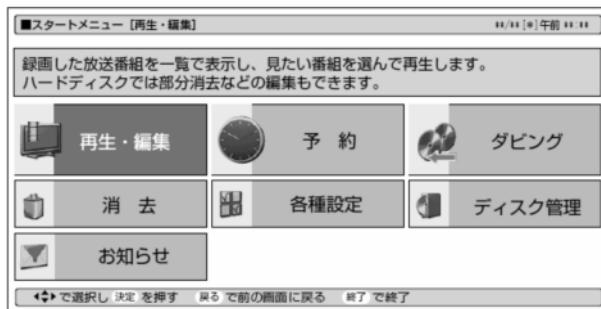 ■スタートメニュー [再生・編集]
**/**[*]午前 **:**
録画した放送番組を一覧で表示し、見たい番組を選んで再生します。
ハードディスクでは部分消去などの編集もできます。
再生・編集
予 約
ダビング
消 去
各種設定
ディスク管理
お知らせ
で選択し 決定 を押す 戻る で前の画面に戻る 終了 で終了